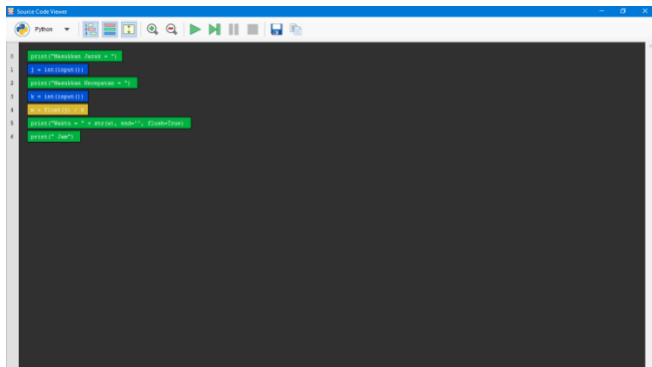 Source Code Viewer
Python
0 print("Masukkan Jarak = ")
1 j = int(input())
2 print("Masukkan Kecepatan = ")
3 k = int(input())
4 w = float(j) / k
5 print("Waktu = " + str(w), end='', flush=True)
6 print(" Jam")